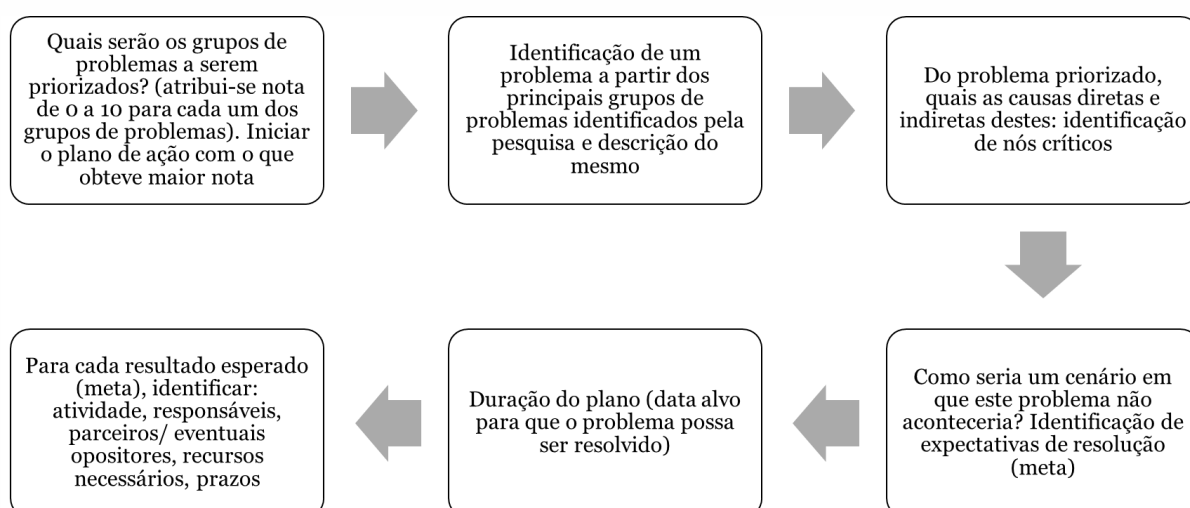 Quais serão os grupos de
problemas a serem
priorizados? (atribui-se nota
de 0 a 10 para cada um dos
grupos de problemas). Iniciar
o plano de ação com o que
obteve maior nota
Identificação de um
problema a partir dos
principais grupos de
problemas identificados pela
pesquisa e descrição do
mesmo
Do problema priorizado,
quais as causas diretas e
indiretas destes: identificação
de nós críticos
Como seria um cenário em
que este problema não
aconteceria? Identificação de
expectativas de resolução
(meta)
Duração do plano (data alvo
para que o problema possa
ser resolvido)
Para cada resultado esperado
(meta), identificar:
atividade, responsáveis,
parceiros/ eventuais
opositores, recursos
necessários, prazos